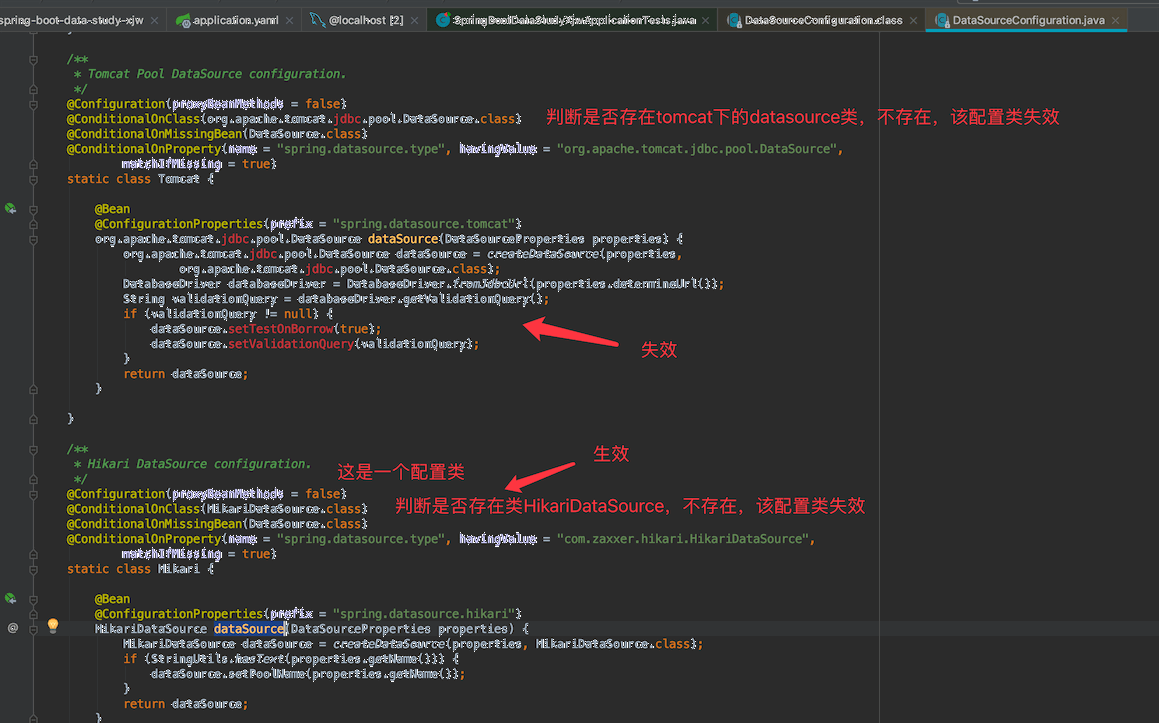 spring-boot-data-study-xjw
application.yaml
@localhost [2]
SpringBootDataStudyXjwApplicationTests.java
DataSourceConfiguration.class
DataSourceConfiguration.java
/**
* Tomcat Pool DataSource configuration.
*/
@Configuration(proxyBeanMethods = false)
@ConditionalOnClass(org.apache.tomcat.jdbc.pool.DataSource.class)
判断是否存在tomcat下的datasource类，不存在，该配置类失效
@ConditionalOnMissingBean(DataSource.class)
@ConditionalOnProperty(name = "spring.datasource.type", havingValue = "org.apache.tomcat.jdbc.pool.DataSource",
matchIfMissing = true)
static class Tomcat {
@Bean
@ConfigurationProperties(prefix = "spring.datasource.tomcat")
org.apache.tomcat.jdbc.pool.DataSource dataSource(DataSourceProperties properties) {
org.apache.tomcat.jdbc.pool.DataSource dataSource = createDataSource(properties,
org.apache.tomcat.jdbc.pool.DataSource.class);
DatabaseDriver databaseDriver = DatabaseDriver.fromJdbcUrl(properties.determineUrl());
String validationQuery = databaseDriver.getValidationQuery();
if (validationQuery != null) {
dataSource.setTestOnBorrow(true);
dataSource.setValidationQuery(validationQuery);
失效
}
return dataSource;
}
}
/**
生效
* Hikari DataSource configuration.
这是一个配置类
*/
@Configuration(proxyBeanMethods = false)
@ConditionalOnClass(HikariDataSource.class)
判断是否存在类HikariDataSource，不存在，该配置类失效
@ConditionalOnMissingBean(DataSource.class)
@ConditionalOnProperty(name = "spring.datasource.type", havingValue = "com.zaxxer.hikari.HikariDataSource",
matchIfMissing = true)
static class Hikari {
@Bean
@ConfigurationProperties(prefix = "spring.datasource.hikari")
HikariDataSource dataSource(DataSourceProperties properties) {
HikariDataSource dataSource = createDataSource(properties, HikariDataSource.class);
if (StringUtils.hasText(properties.getName())) {
dataSource.setPoolName(properties.getName());
}
return dataSource;
}